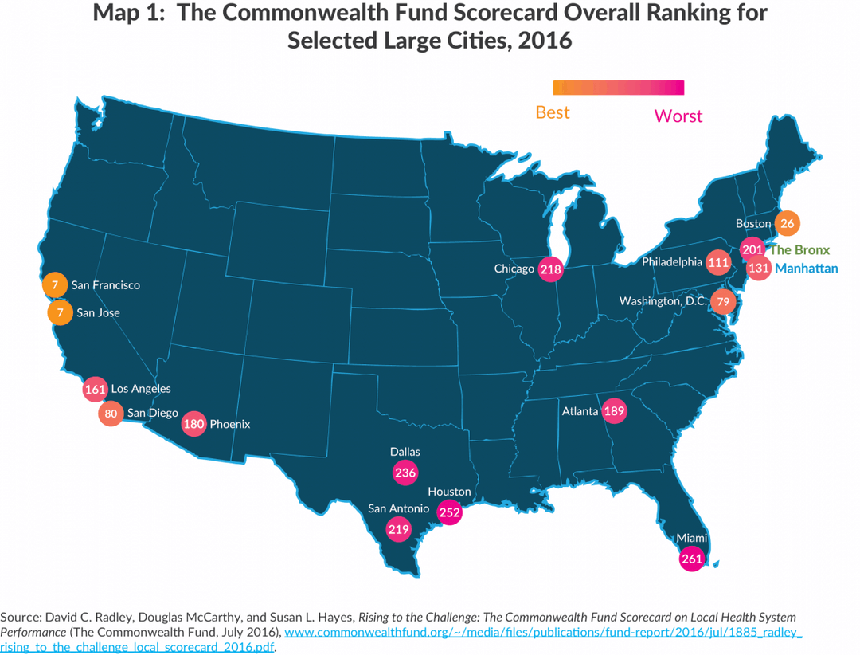 Map 1: The Commonwealth Fund Scorecard Overall Ranking for
Selected Large Cities, 2016
Best
Worst
Boston 26
201 The Bronx
Philadelphia 111
131 Manhattan
Chicago 218
7 San Francisco
Washington, D.C. 79
7 San Jose
161 Los Angeles
80 San Diego
180 Phoenix
Atlanta 189
Dallas
236
Houston
252
San Antonio
219
Miami
261
Source: David C. Radley, Douglas McCarthy, and Susan L. Hayes, Rising to the Challenge: The Commonwealth Fund Scorecard on Local Health System
Performance (The Commonwealth Fund, July 2016), www.commonwealthfund.org/~/media/files/publications/fund-report/2016/jul/1885_radley_
rising_to_the_challenge_local_scorecard_2016.pdf.